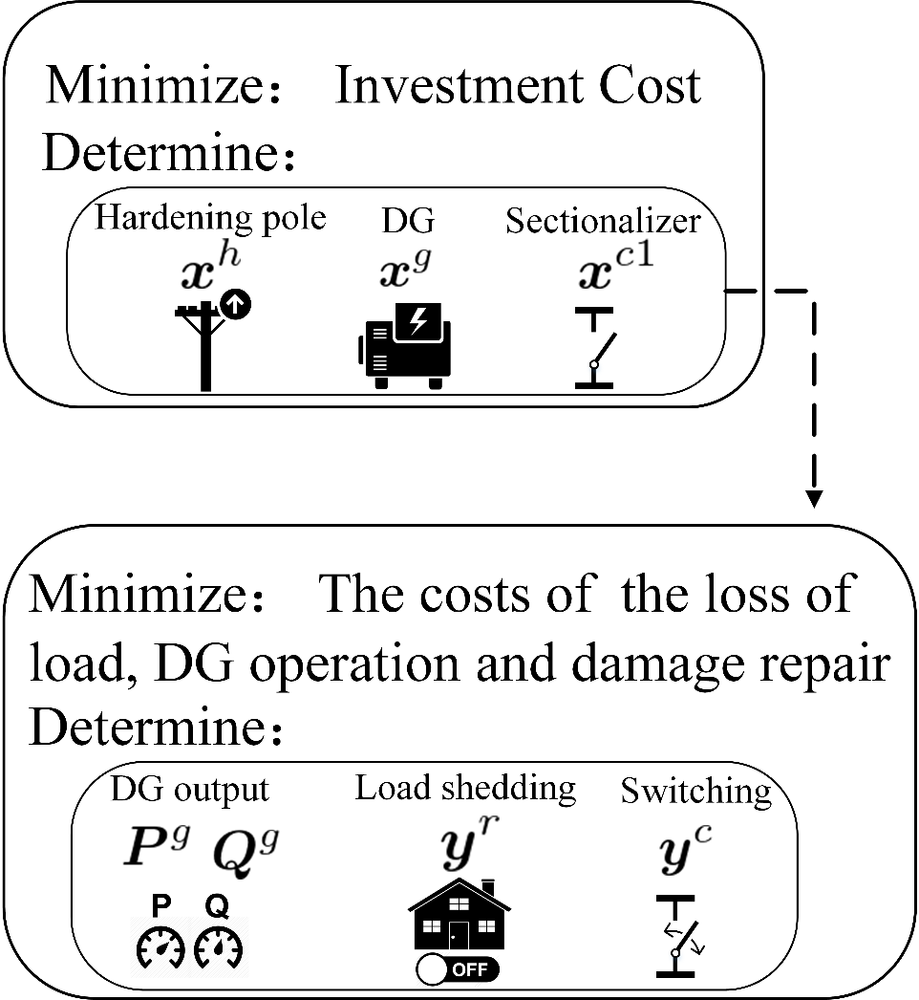 Minimize： Investment Cost
Determine：
Hardening pole DG Sectionalizer
x^h x^g x^{c1}
Minimize： The costs of the loss of
load, DG operation and damage repair
Determine：
DG output Load shedding Switching
P^g Q^g y^r y^c
P Q
OFF